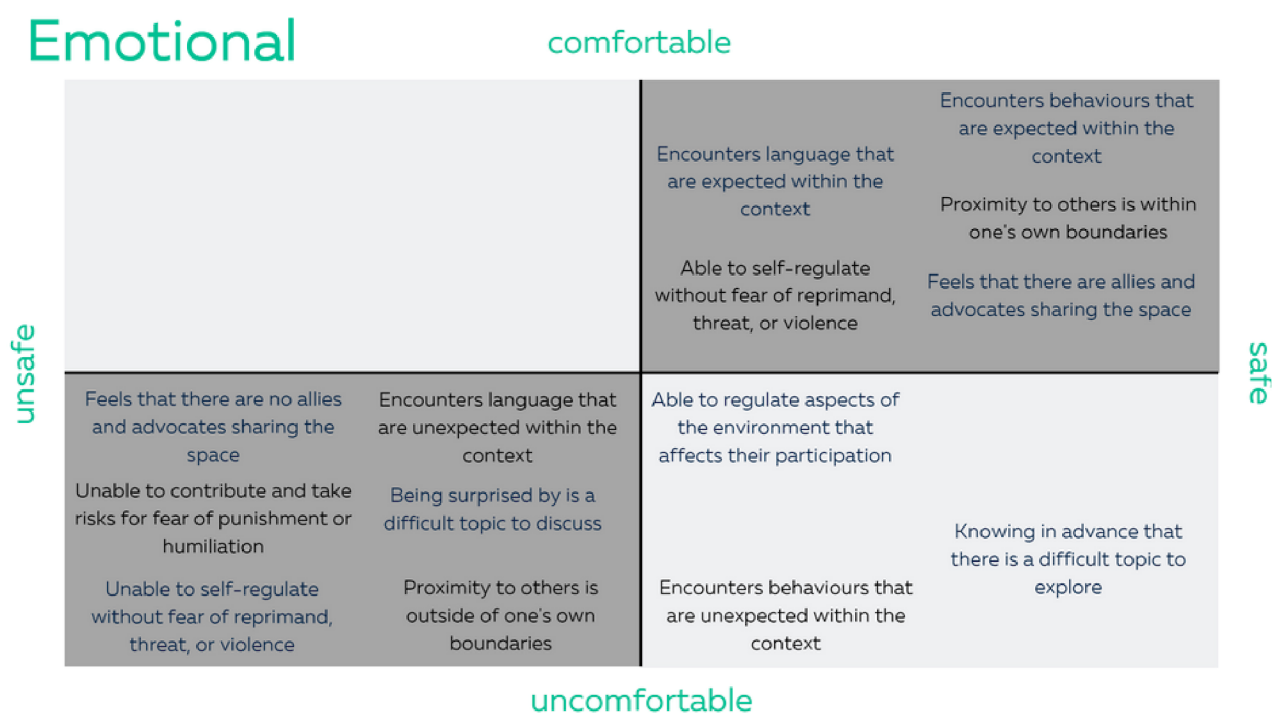 Emotional
comfortable
unsafe
safe
Encounters language that
are expected within the
context
Able to self-regulate
without fear of reprimand,
threat, or violence
Encounters behaviours that
are expected within the
context
Proximity to others is within
one's own boundaries
Feels that there are allies and
advocates sharing the space
Feels that there are no allies
and advocates sharing the
space
Unable to contribute and take
risks for fear of punishment or
humiliation
Unable to self-regulate
without fear of reprimand,
threat, or violence
Encounters language that
are unexpected within the
context
Being surprised by is a
difficult topic to discuss
Proximity to others is
outside of one's own
boundaries
Able to regulate aspects of
the environment that
affects their participation
Encounters behaviours that
are unexpected within the
context
Knowing in advance that
there is a difficult topic to
explore
uncomfortable